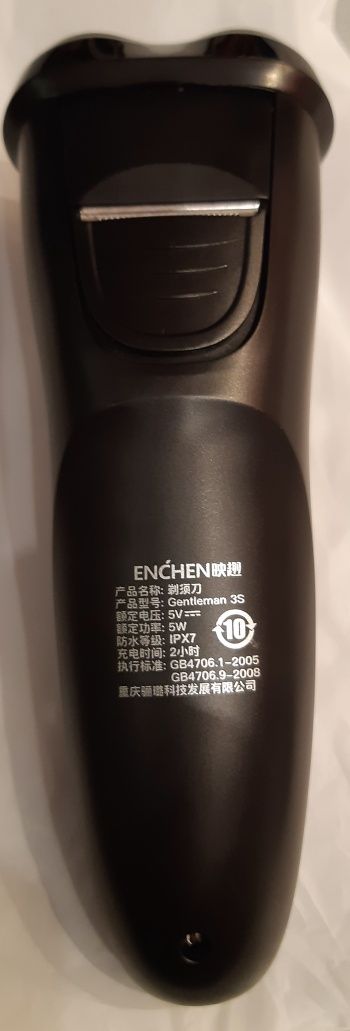 ENCHEN映趣
产品名称: 剃须刀
产品型号: Gentleman 3S
额定电压: 5V⎓
额定功率: 5W
防水等级: IPX7
充电时间: 2小时
执行标准: GB4706.1-2005
GB4706.9-2008
重庆骊璐科技发展有限公司
10